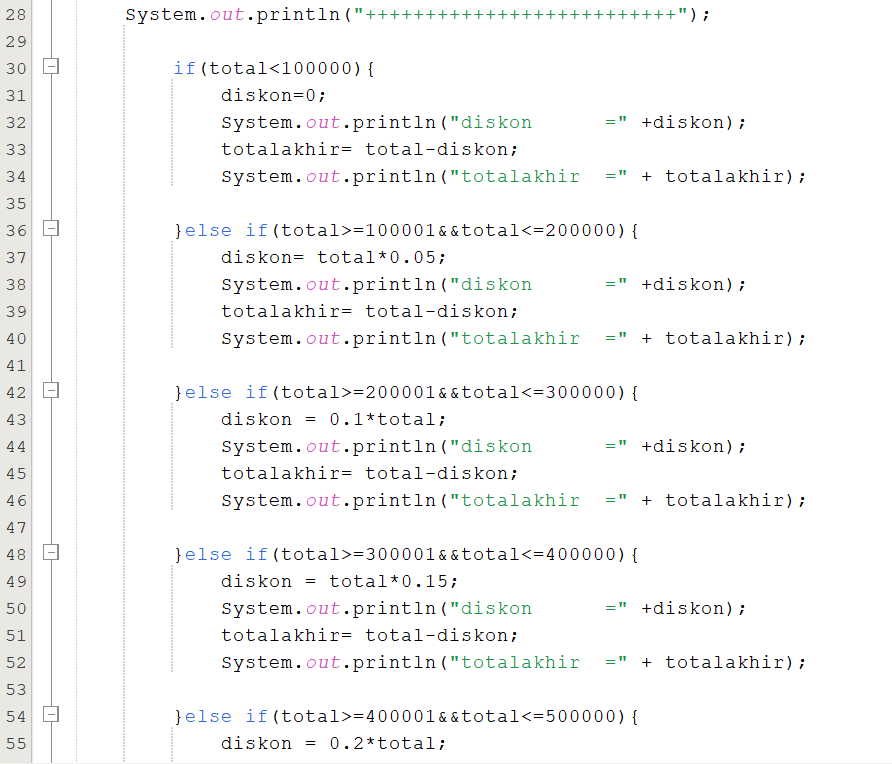 28 System.out.println("++++++++++++++++++++++++++");
29
30 if(total<100000){
31 diskon=0;
32 System.out.println("diskon      =" +diskon);
33 totalakhir= total-diskon;
34 System.out.println("totalakhir  =" + totalakhir);
35
36 }else if(total>=100001&&total<=200000){
37 diskon= total*0.05;
38 System.out.println("diskon      =" +diskon);
39 totalakhir= total-diskon;
40 System.out.println("totalakhir  =" + totalakhir);
41
42 }else if(total>=200001&&total<=300000){
43 diskon = 0.1*total;
44 System.out.println("diskon      =" +diskon);
45 totalakhir= total-diskon;
46 System.out.println("totalakhir  =" + totalakhir);
47
48 }else if(total>=300001&&total<=400000){
49 diskon = total*0.15;
50 System.out.println("diskon      =" +diskon);
51 totalakhir= total-diskon;
52 System.out.println("totalakhir  =" + totalakhir);
53
54 }else if(total>=400001&&total<=500000){
55 diskon = 0.2*total;